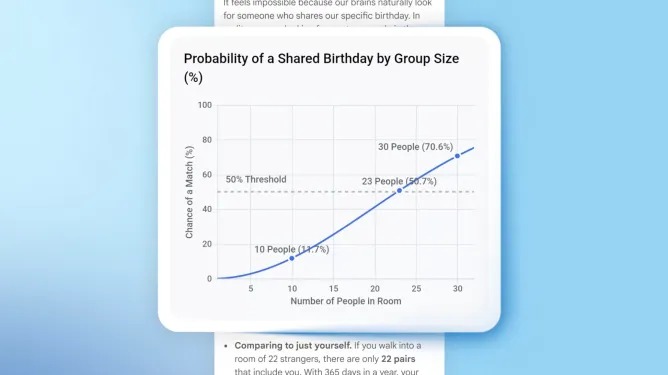 It feels impossible because our brains naturally look
for someone who shares our specific birthday. In
Probability of a Shared Birthday by Group Size
(%)
100
80
60
40
20
0
Chance of a Match (%)
30 People (70.6%)
50% Threshold
23 People (50.7%)
10 People (11.7%)
5 10 15 20 25 30
Number of People in Room
• Comparing to just yourself. If you walk into a
room of 22 strangers, there are only 22 pairs
that include you. With 365 days in a year, your